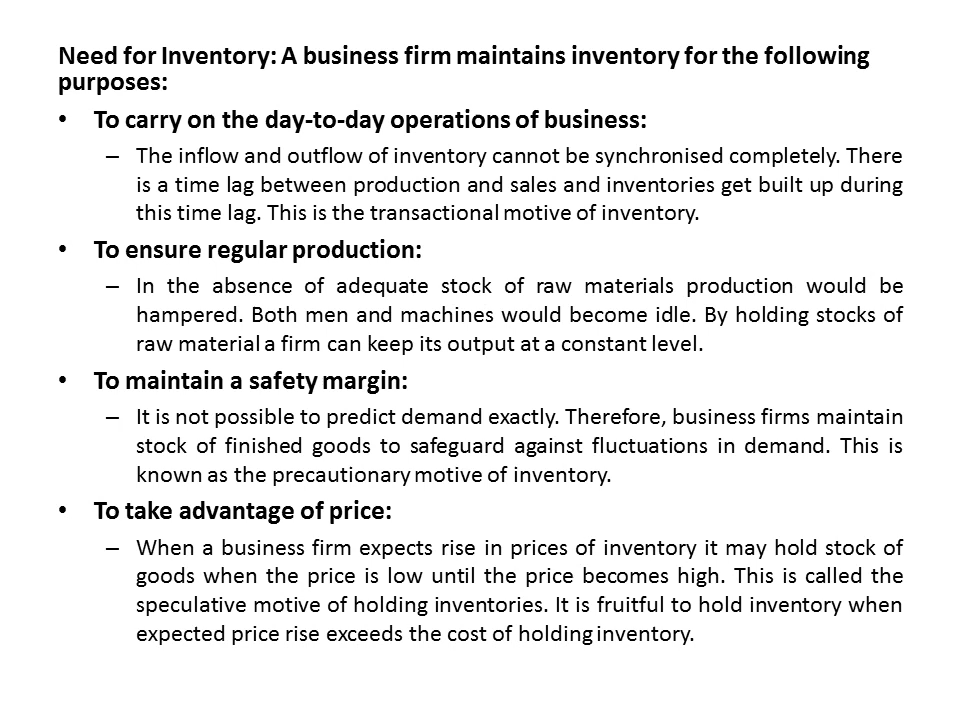 Need for Inventory: A business firm maintains inventory for the following
purposes:
• To carry on the day-to-day operations of business:
– The inflow and outflow of inventory cannot be synchronised completely. There
is a time lag between production and sales and inventories get built up during
this time lag. This is the transactional motive of inventory.
• To ensure regular production:
– In the absence of adequate stock of raw materials production would be
hampered. Both men and machines would become idle. By holding stocks of
raw material a firm can keep its output at a constant level.
• To maintain a safety margin:
– It is not possible to predict demand exactly. Therefore, business firms maintain
stock of finished goods to safeguard against fluctuations in demand. This is
known as the precautionary motive of inventory.
• To take advantage of price:
– When a business firm expects rise in prices of inventory it may hold stock of
goods when the price is low until the price becomes high. This is called the
speculative motive of holding inventories. It is fruitful to hold inventory when
expected price rise exceeds the cost of holding inventory.